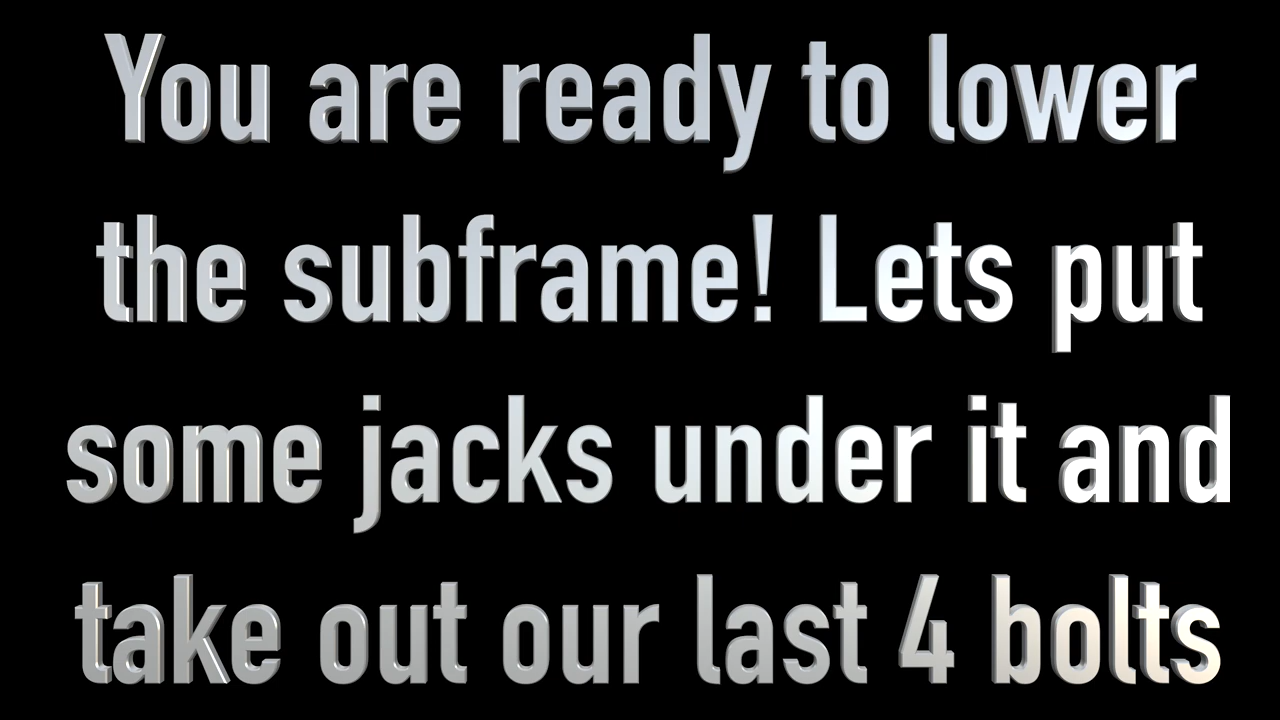 You are ready to lower
the subframe! Lets put
some jacks under it and
take out our last 4 bolts